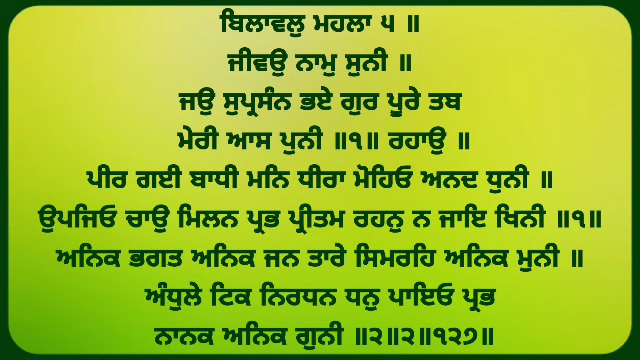 ਬਿਲਾਵਲੁ ਮਹਲਾ ੫ ॥
ਜੀਵਉ ਨਾਮੁ ਸੁਨੀ ॥
ਜਉ ਸੁਪ੍ਰਸੰਨ ਭਏ ਗੁਰ ਪੂਰੇ ਤਬ
ਮੇਰੀ ਆਸ ਪੁਨੀ ॥੧॥ ਰਹਾਉ ॥
ਪੀਰ ਗਈ ਬਾਧੀ ਮਨਿ ਧੀਰਾ ਮੋਹਿਓ ਅਨਦ ਧੁਨੀ ॥
ਉਪਜਿਓ ਚਾਉ ਮਿਲਨ ਪ੍ਰਭ ਪ੍ਰੀਤਮ ਰਹਨੁ ਨ ਜਾਇ ਖਿਨੀ ॥੧॥
ਅਨਿਕ ਭਗਤ ਅਨਿਕ ਜਨ ਤਾਰੇ ਸਿਮਰਹਿ ਅਨਿਕ ਮੁਨੀ ॥
ਅੰਧੁਲੇ ਟਿਕ ਨਿਰਧਨ ਧਨੁ ਪਾਇਓ ਪ੍ਰਭ
ਨਾਨਕ ਅਨਿਕ ਗੁਨੀ ॥੨॥੨॥੧੨੭॥